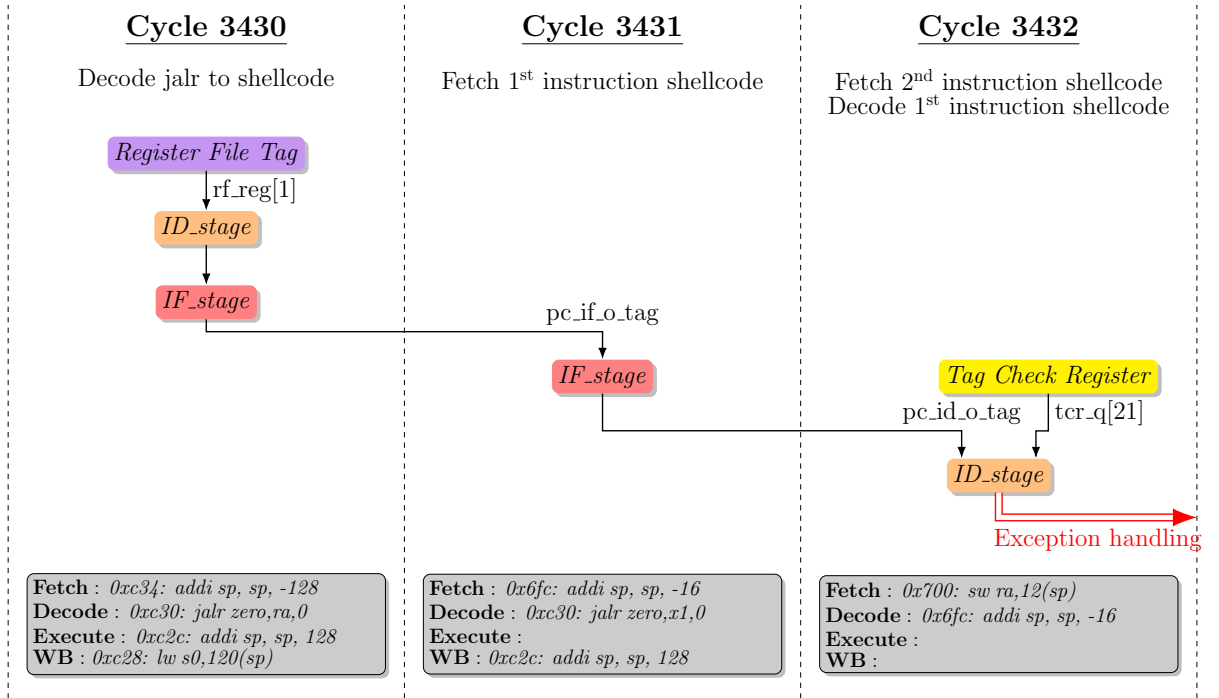 Cycle 3430
Decode jalr to shellcode
Register File Tag
rf_reg[1]
ID_stage
IF_stage
Fetch : 0xc34: addi sp, sp, -128
Decode : 0xc30: jalr zero,ra,0
Execute : 0xc2c: addi sp, sp, 128
WB : 0xc28: lw s0,120(sp)
Cycle 3431
Fetch 1st instruction shellcode
pc_if_o_tag
IF_stage
Fetch : 0x6fc: addi sp, sp, -16
Decode : 0xc30: jalr zero,x1,0
Execute :
WB : 0xc2c: addi sp, sp, 128
Cycle 3432
Fetch 2nd instruction shellcode
Decode 1st instruction shellcode
Tag Check Register
pc_id_o_tag
tcr_q[21]
ID_stage
Exception handling
Fetch : 0x700: sw ra,12(sp)
Decode : 0x6fc: addi sp, sp, -16
Execute :
WB :